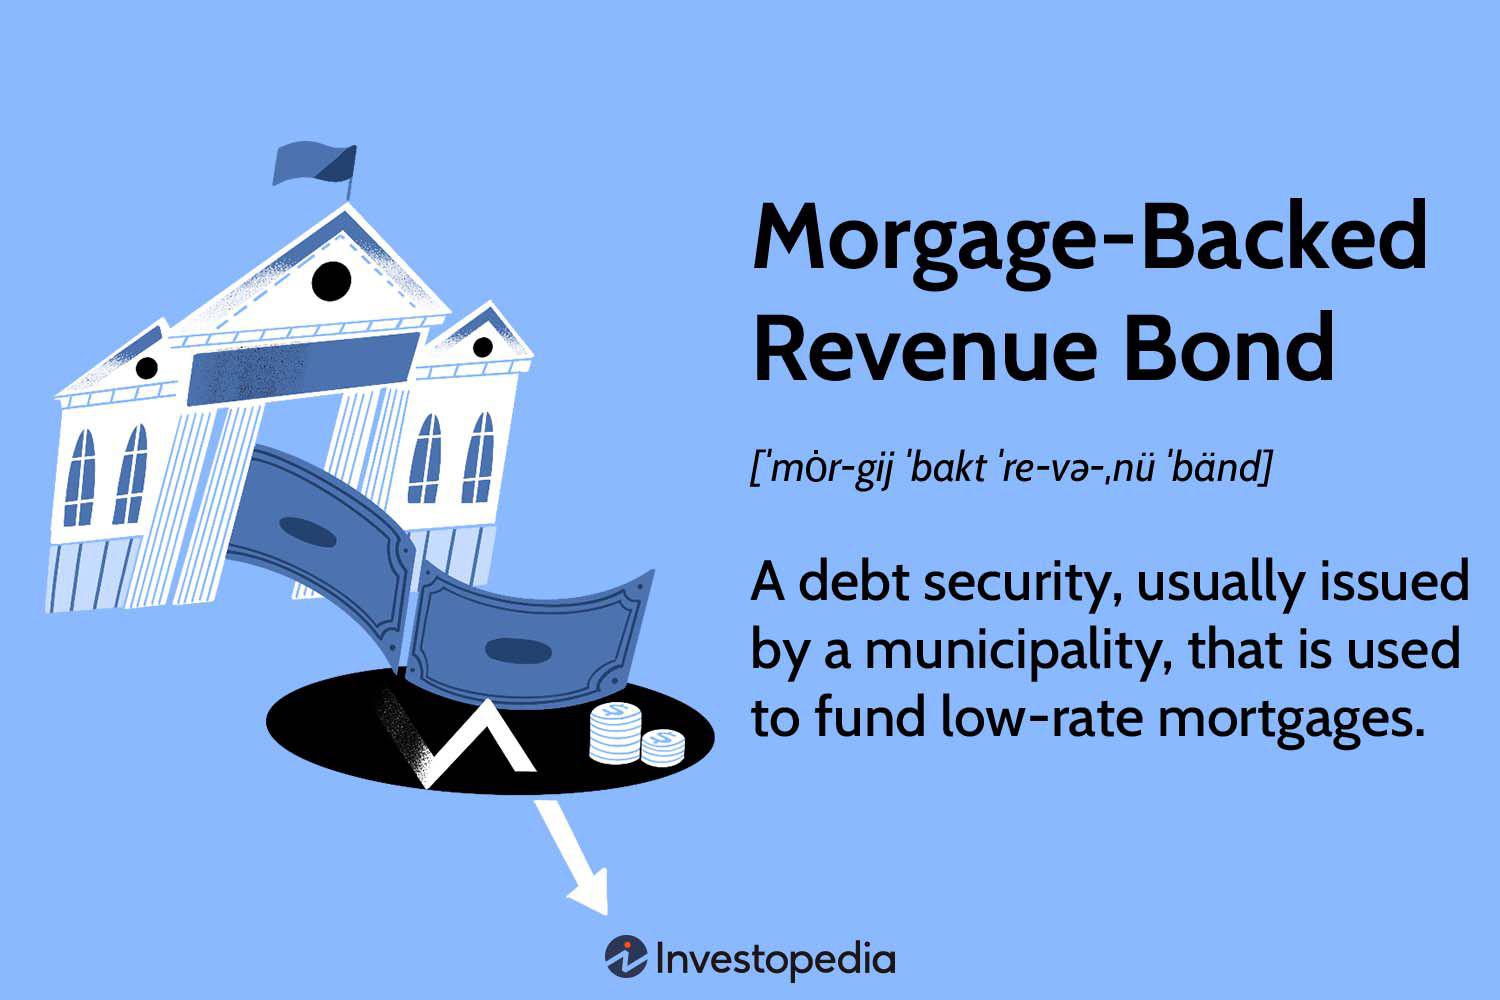 Morgage-Backed
Revenue Bond
[ˈmȯr-gij ˈbakt ˈre-və-ˌnü ˈbänd]
A debt security, usually issued
by a municipality, that is used
to fund low-rate mortgages.
$
$
Investopedia